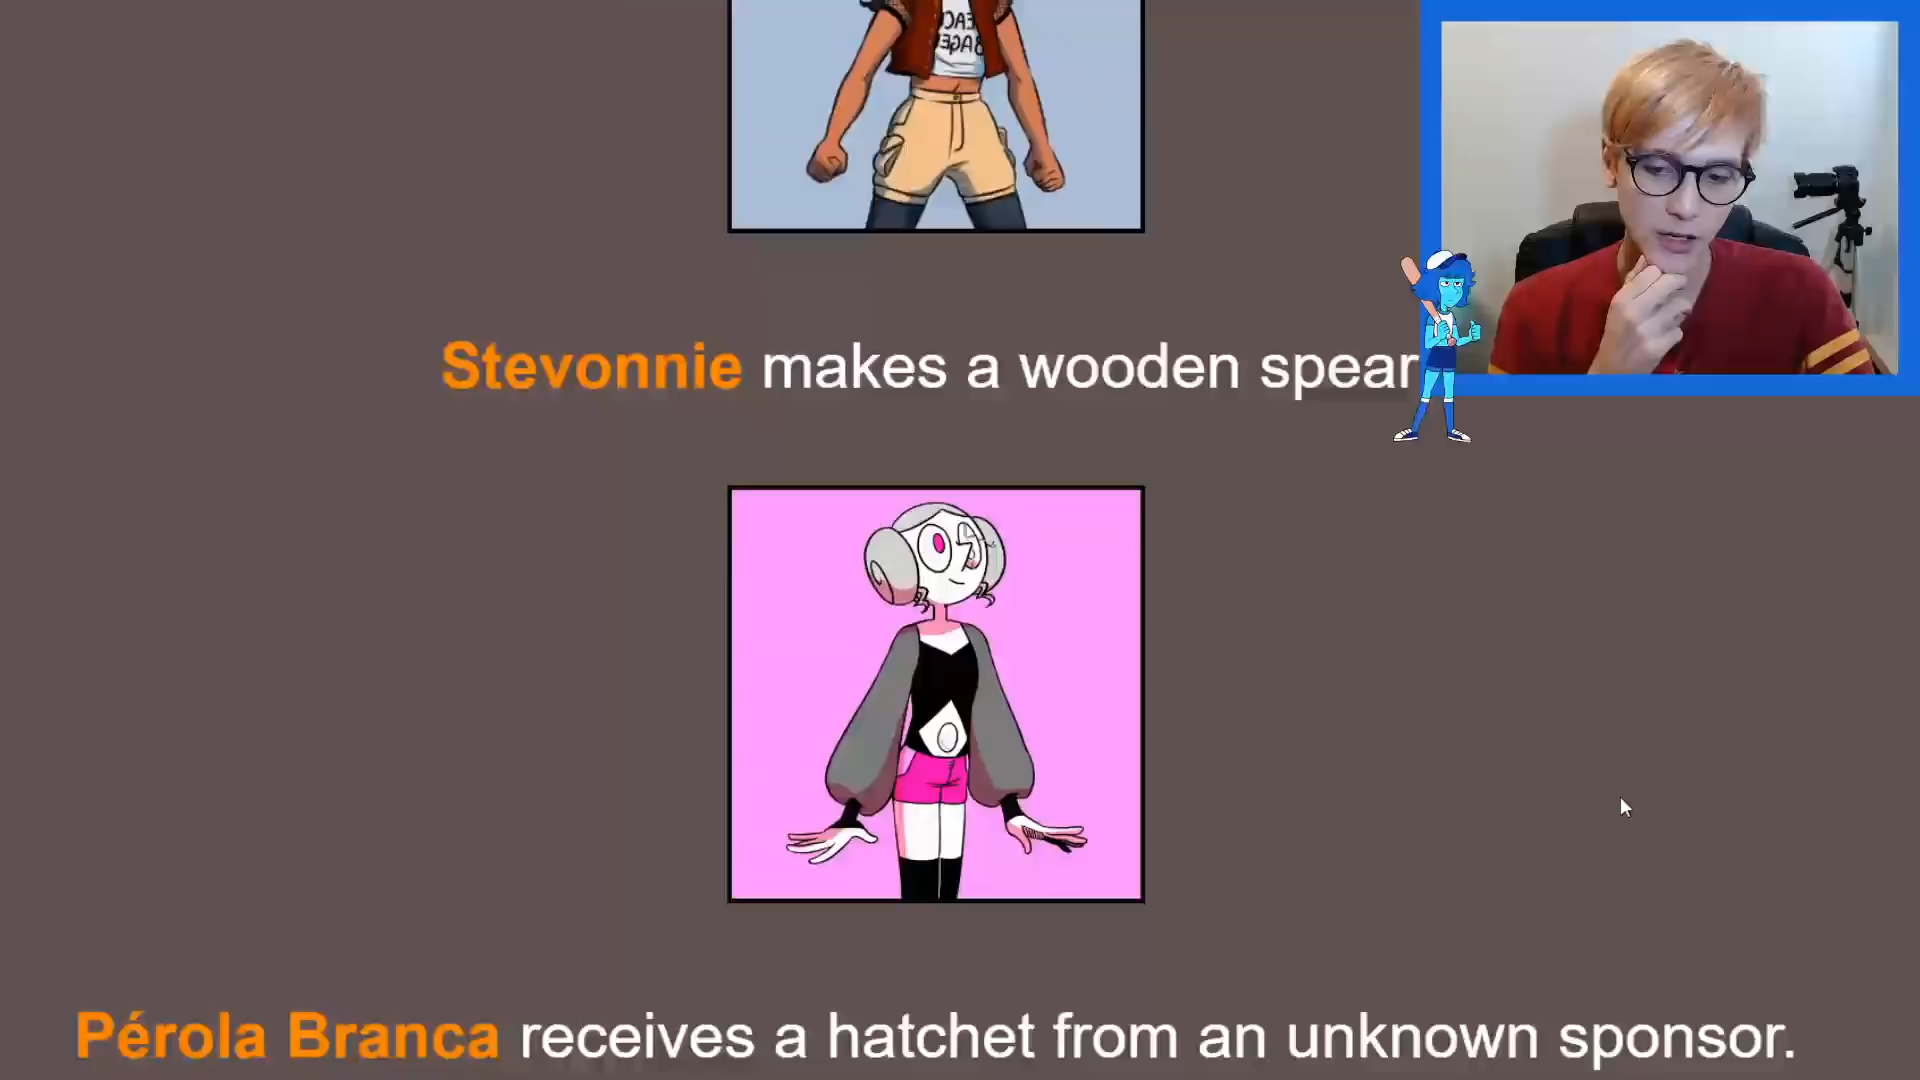 Stevonnie makes a wooden spear
Pérola Branca receives a hatchet from an unknown sponsor.